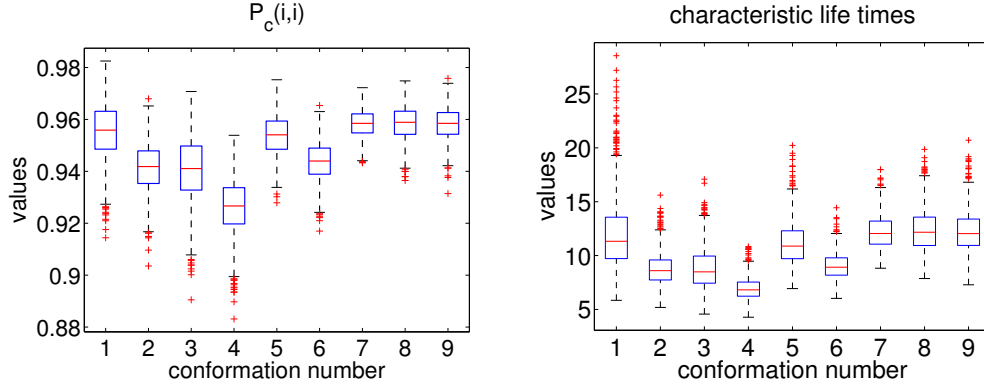 P_c(i,i)
0.98
0.96
0.94
0.92
0.9
0.88
values
1 2 3 4 5 6 7 8 9
conformation number
characteristic life times
25
20
15
10
5
values
1 2 3 4 5 6 7 8 9
conformation number